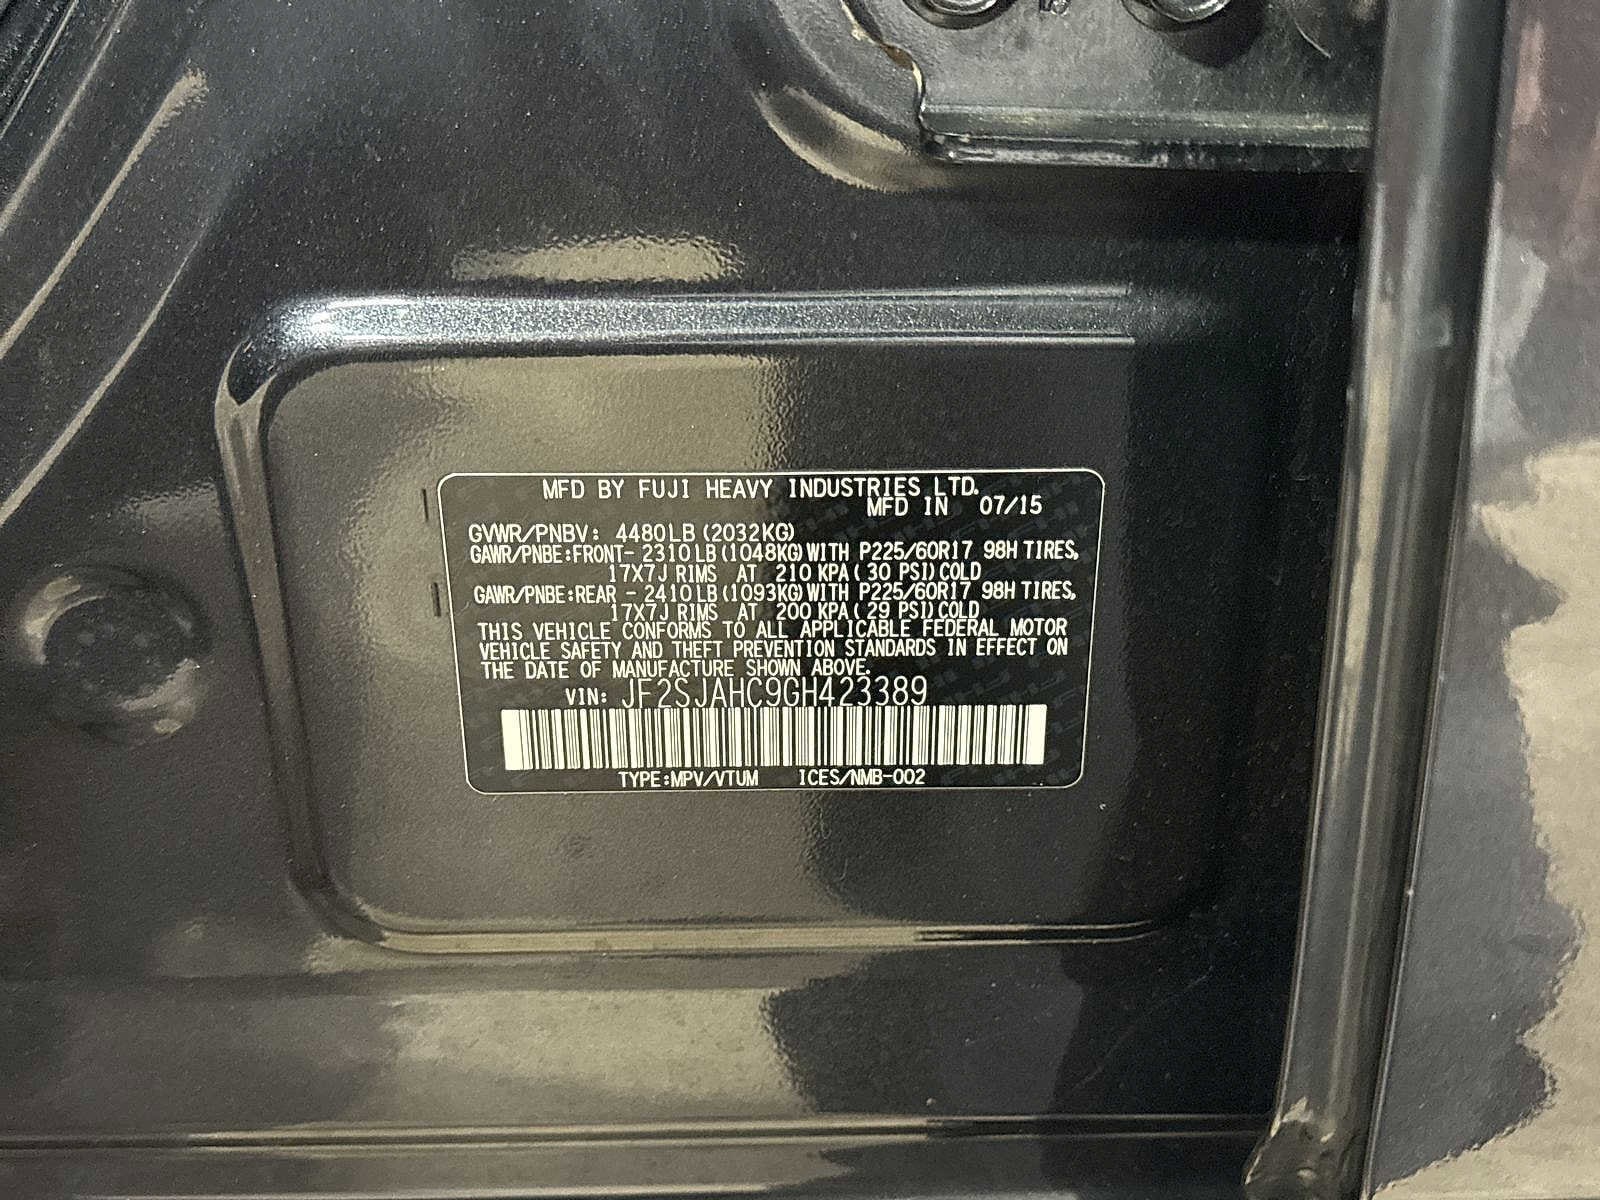 MFD BY FUJI HEAVY INDUSTRIES LTD.
MFD IN 07/15
GVWR/PNBV: 4480LB(2032KG)
GAWR/PNBE:FRONT- 2310LB(1048KG)WITH P225/60R17 98H TIRES,
17X7J RIMS AT 210 KPA( 30 PSI)COLD
GAWR/PNBE:REAR - 2410LB(1093KG)WITH P225/60R17 98H TIRES,
17X7J RIMS AT 200 KPA( 29 PSI)COLD
THIS VEHICLE CONFORMS TO ALL APPLICABLE FEDERAL MOTOR
VEHICLE SAFETY AND THEFT PREVENTION STANDARDS IN EFFECT ON
THE DATE OF MANUFACTURE SHOWN ABOVE.
VIN: JF2SJAHC9GH423389
TYPE:MPV/VTUM ICES/NMB-002